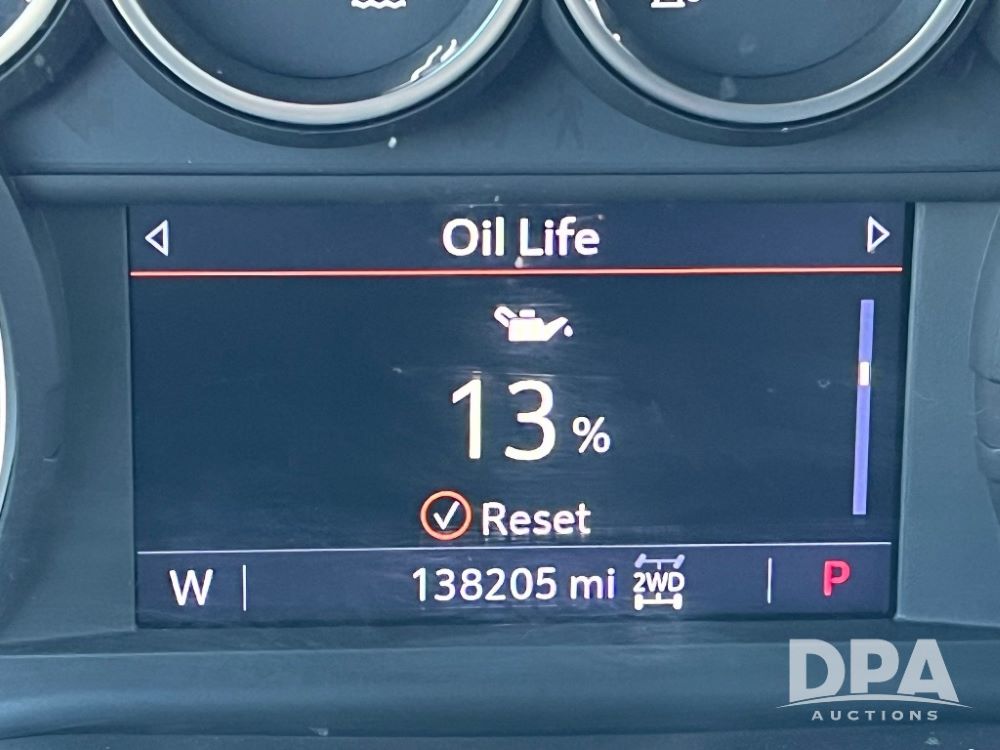 Oil Life
13 %
Reset
W 138205 mi 2WD P
DPA
AUCTIONS